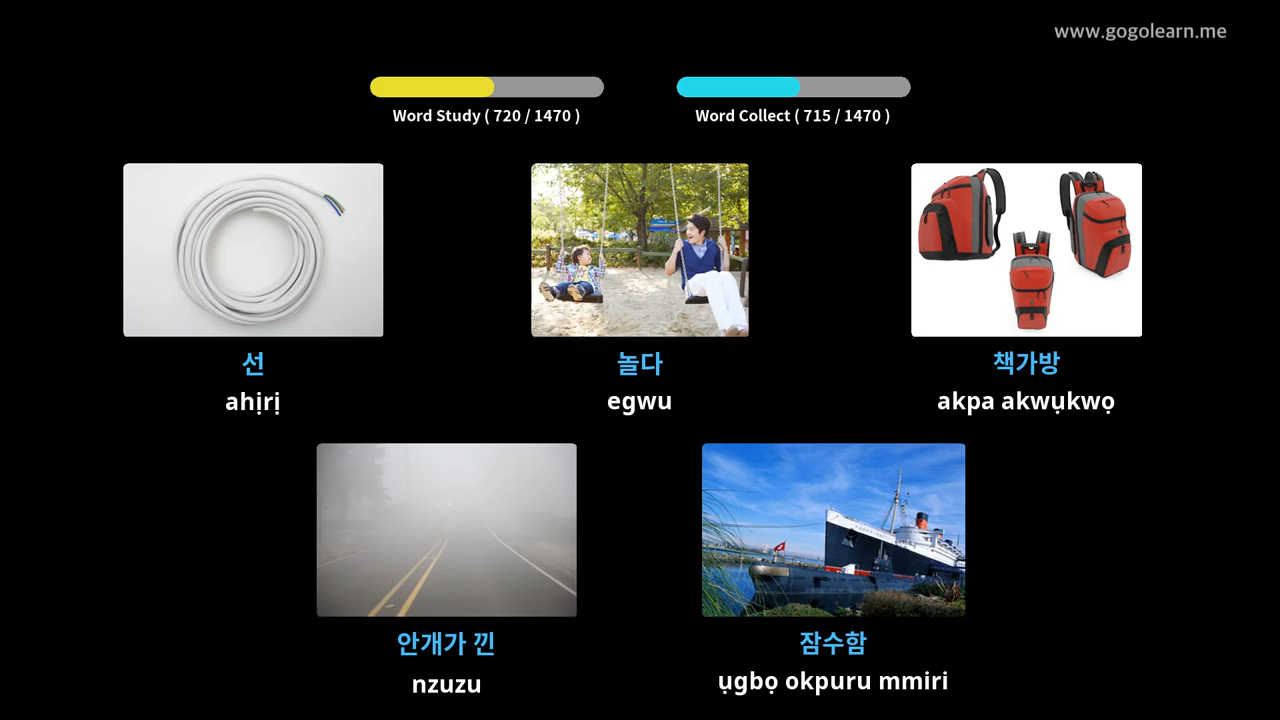 www.gogolearn.me
Word Study ( 720 / 1470 )
Word Collect ( 715 / 1470 )
선
ahịrị
놀다
egwu
책가방
akpa akwụkwọ
안개가 낀
nzuzu
잠수함
ụgbọ okpuru mmiri